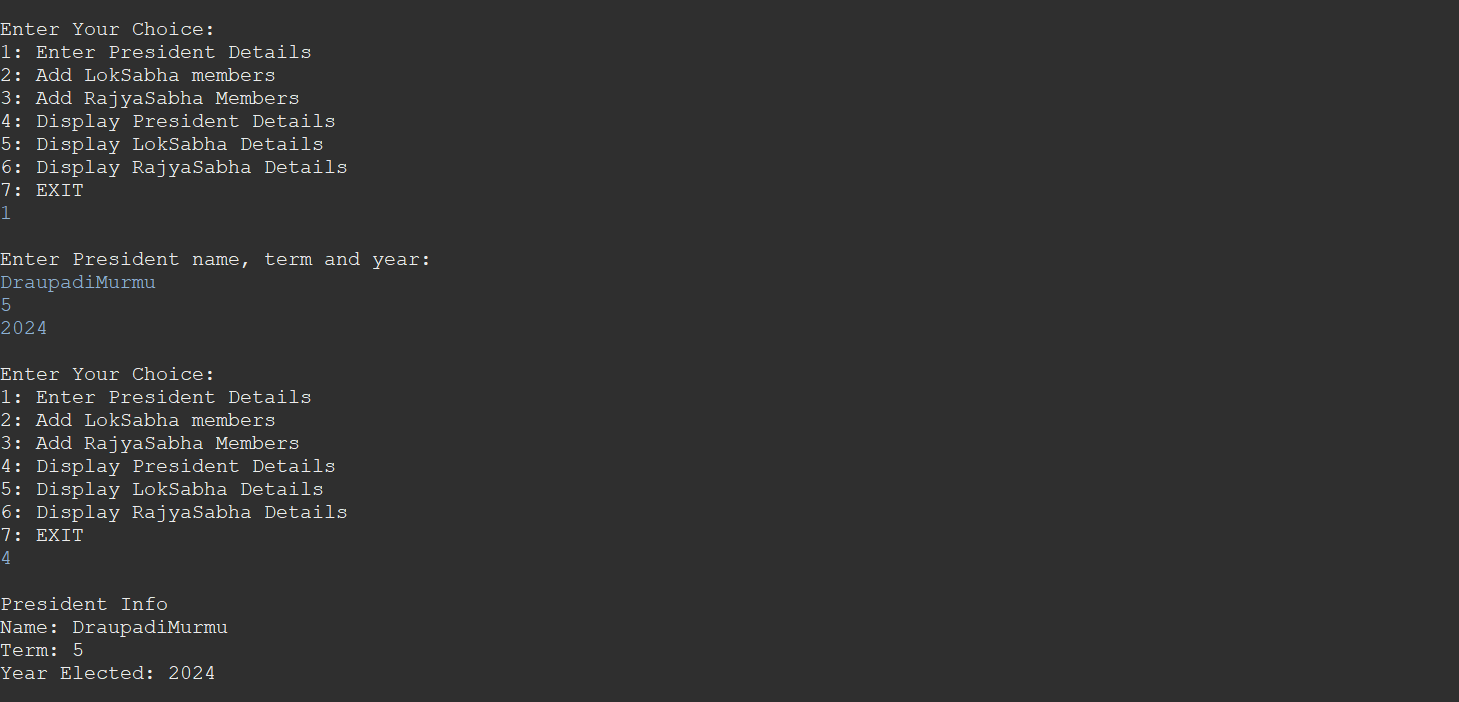 Enter Your Choice:
1: Enter President Details
2: Add LokSabha members
3: Add RajyaSabha Members
4: Display President Details
5: Display LokSabha Details
6: Display RajyaSabha Details
7: EXIT
1
Enter President name, term and year:
DraupadiMurmu
5
2024
Enter Your Choice:
1: Enter President Details
2: Add LokSabha members
3: Add RajyaSabha Members
4: Display President Details
5: Display LokSabha Details
6: Display RajyaSabha Details
7: EXIT
4
President Info
Name: DraupadiMurmu
Term: 5
Year Elected: 2024